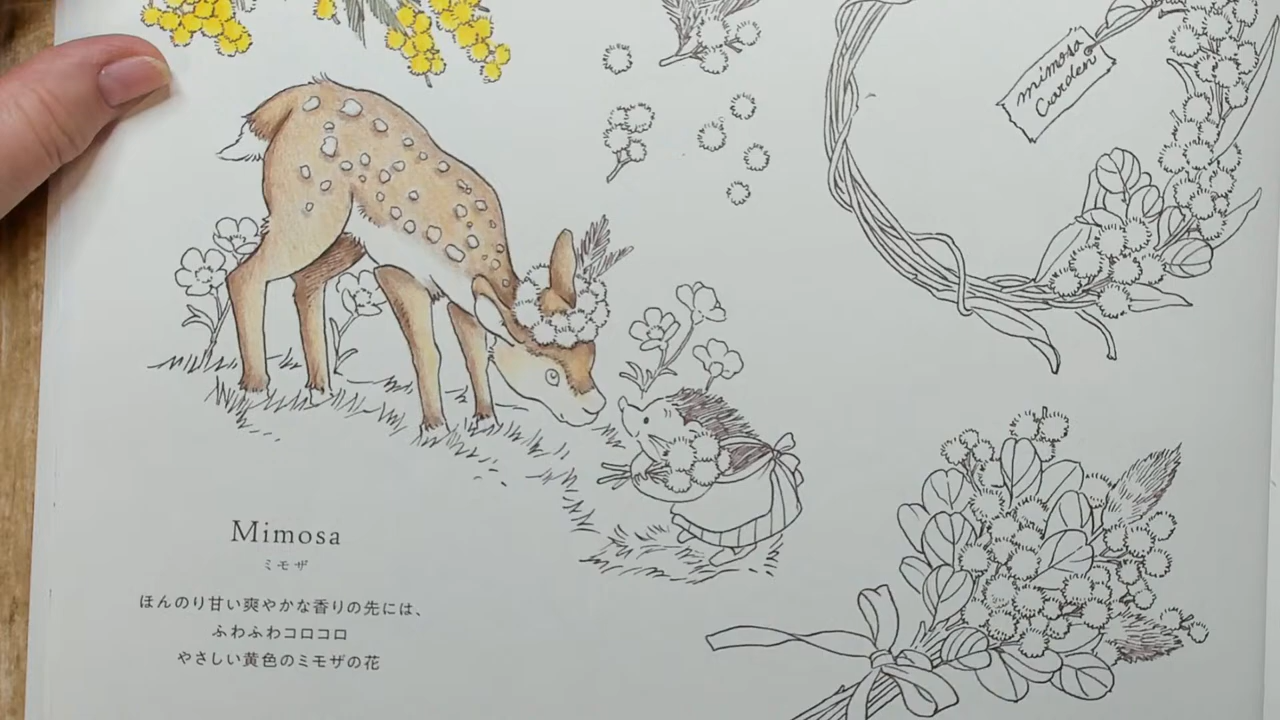 mimosa
Garden
Mimosa
ミモザ
ほんのり甘い爽やかな香りの先には、
ふわふわコロコロ
やさしい黄色のミモザの花